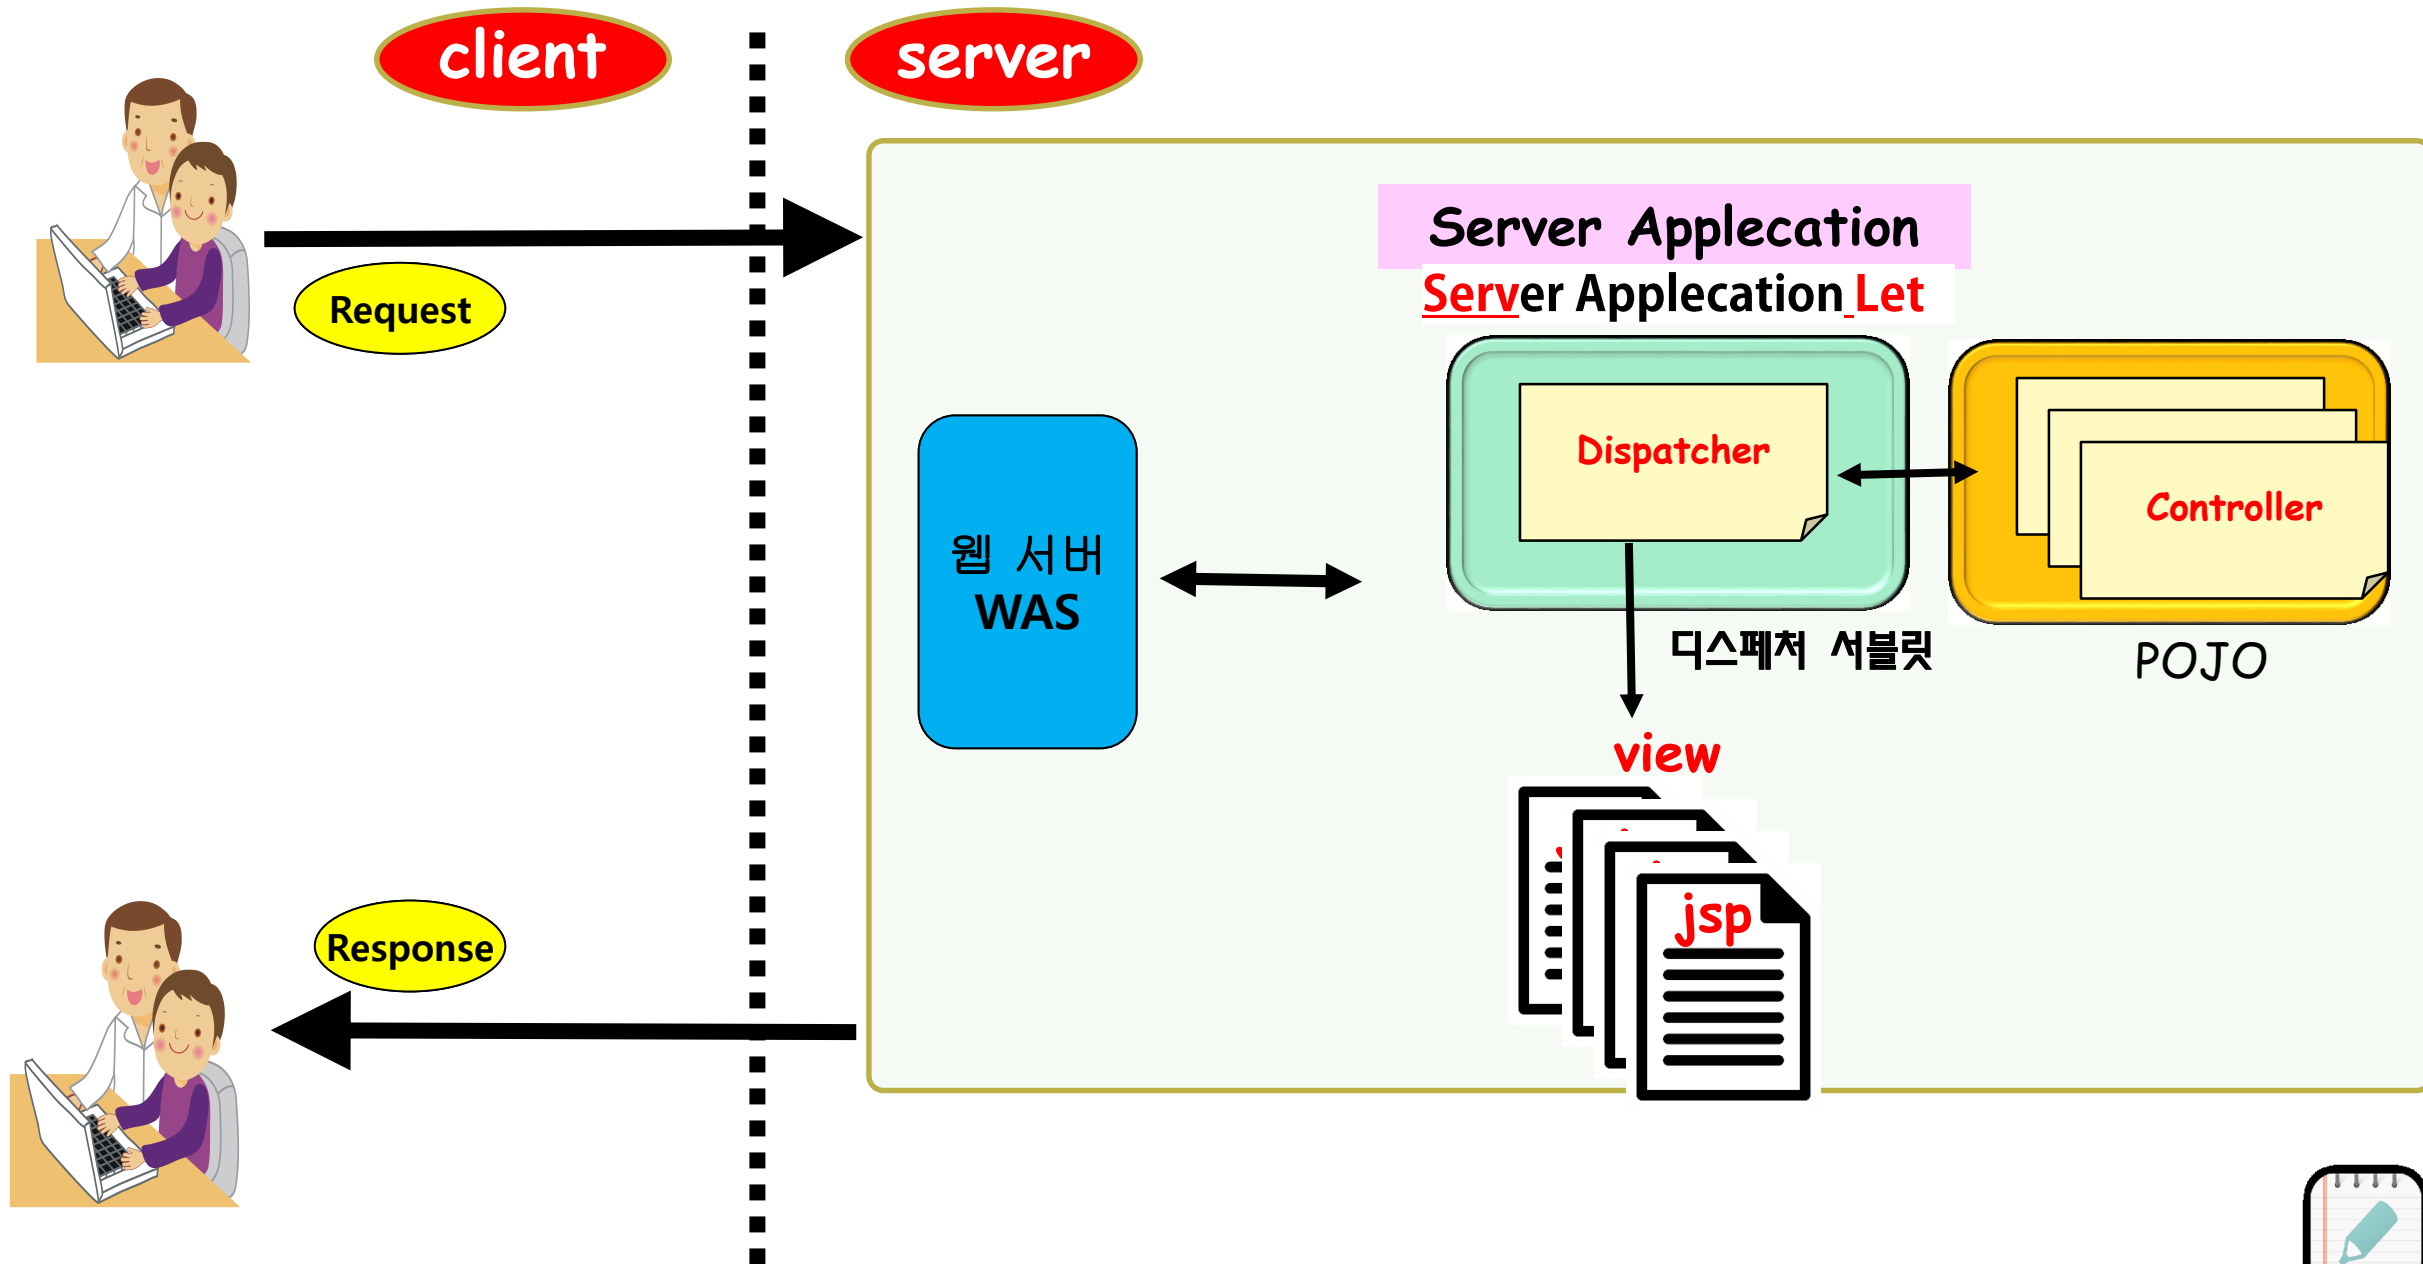 client
server
Request
Server Applecation
Server Applecation Let
Dispatcher
Controller
웹 서버
WAS
디스페처 서블릿
POJO
view
jsp
Response